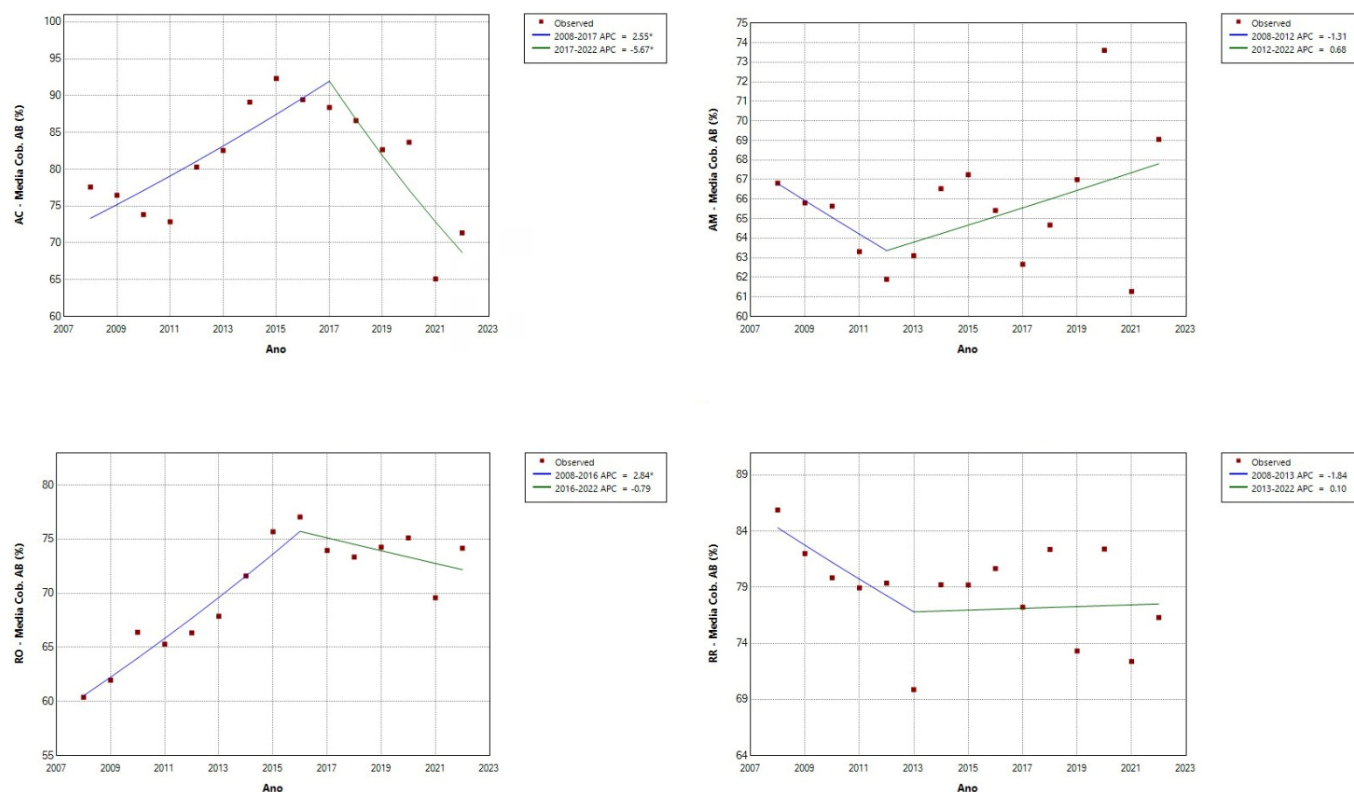 AC - Media Cob. AB (%)
100
95
90
85
80
75
70
65
60
2007 2009 2011 2013 2015 2017 2019 2021 2023
Ano
Observed
2008-2017 APC = 2.55*
2017-2022 APC = -5.67*
AM - Media Cob. AB (%)
75
74
73
72
71
70
69
68
67
66
65
64
63
62
61
60
2007 2009 2011 2013 2015 2017 2019 2021 2023
Ano
Observed
2008-2012 APC = -1.31
2012-2022 APC = 0.68
RO - Media Cob. AB (%)
80
75
70
65
60
55
2007 2009 2011 2013 2015 2017 2019 2021 2023
Ano
Observed
2008-2016 APC = 2.84*
2016-2022 APC = -0.79
RR - Media Cob. AB (%)
89
84
79
74
69
64
2007 2009 2011 2013 2015 2017 2019 2021 2023
Ano
Observed
2008-2013 APC = -1.84
2013-2022 APC = 0.10